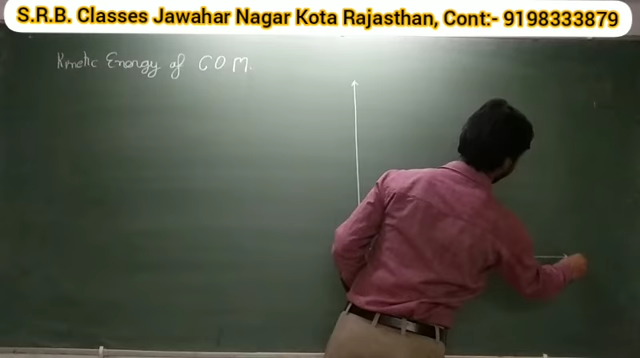 S.R.B. Classes Jawahar Nagar Kota Rajasthan, Cont:- 9198333879
Kinetic Energy of COM.